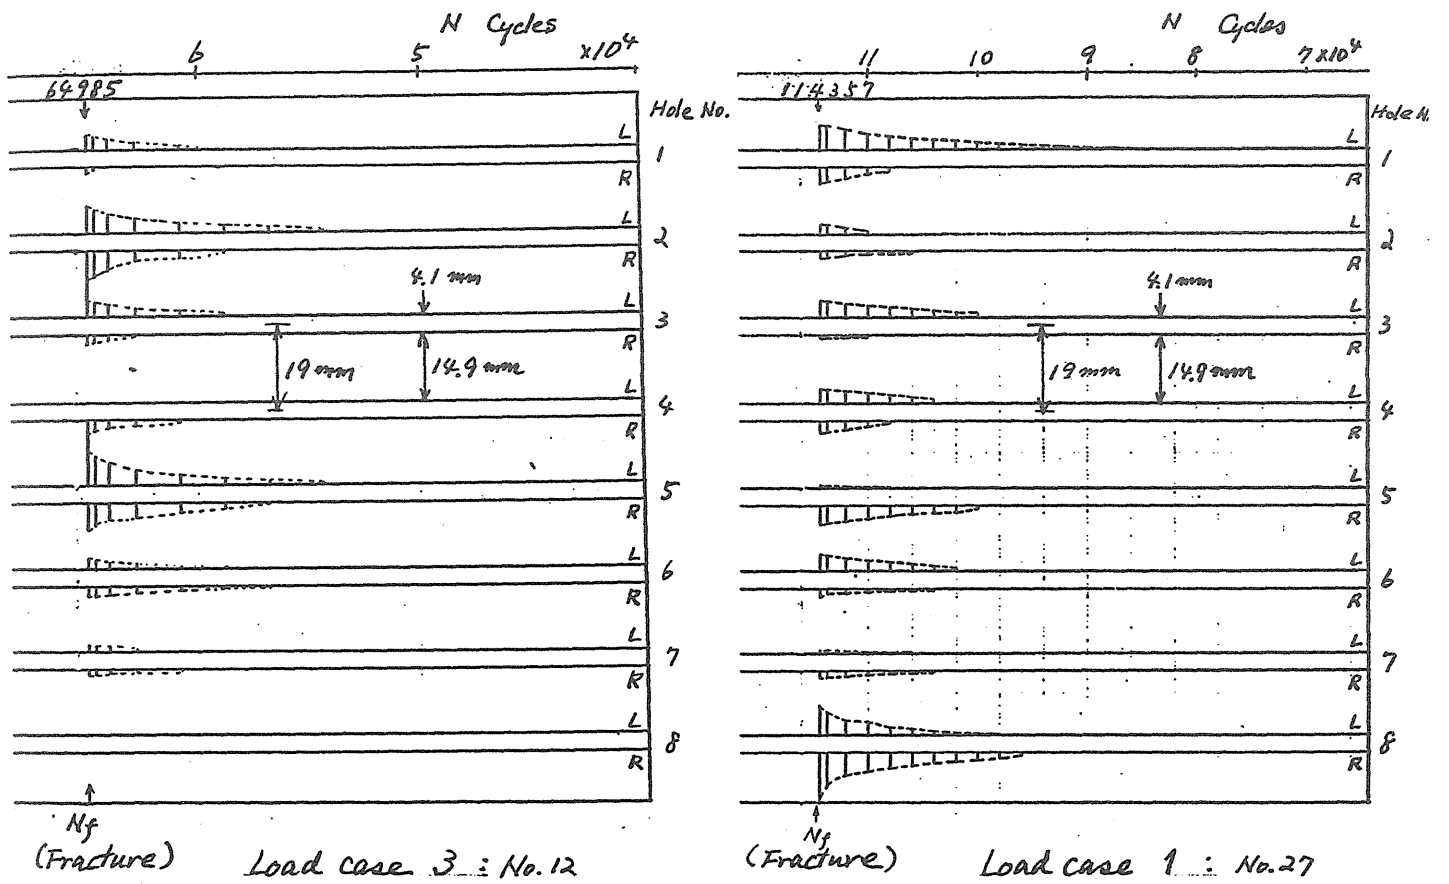 N Cycles
6 5 ×10⁴
64985
Hole No.
L
1
R
L
2
R
4.1 mm
L
3
R
19 mm 14.9 mm
L
4
R
L
5
R
L
6
R
L
7
R
L
8
R
Nf
(Fracture) Load case 3 : No.12
N Cycles
11 10 9 8 7 ×10⁴
114357
Hole N.
L
1
R
L
2
R
4.1 mm
L
3
R
19 mm 14.9 mm
L
4
R
L
5
R
L
6
R
L
7
R
L
8
R
Nf
(Fracture) Load case 1 : No.27